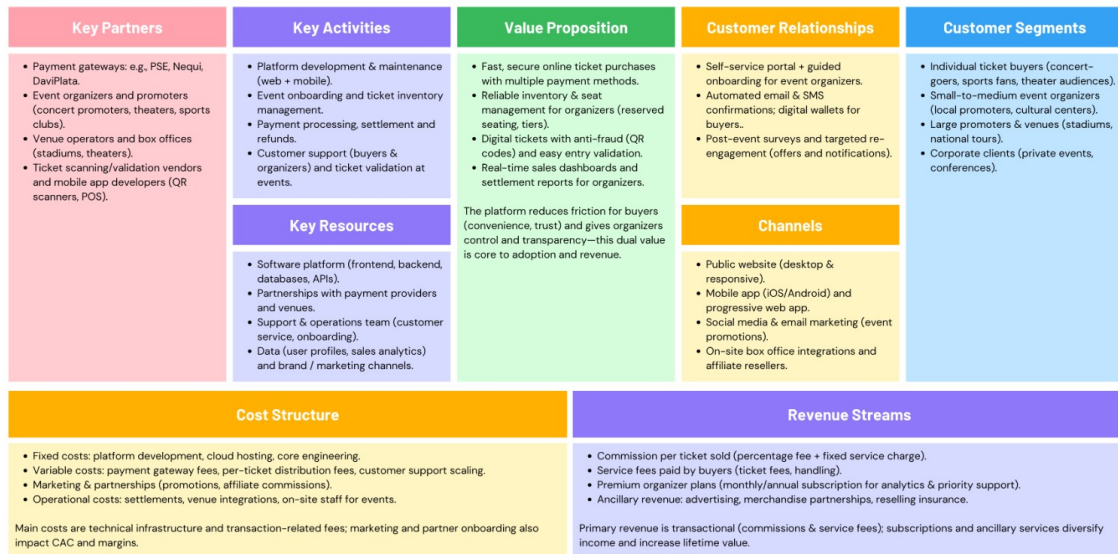 Key Partners
Payment gateways: e.g., PSE, Nequi,
DaviPlata.
Event organizers and promoters
(concert promoters, theaters, sports
clubs).
Venue operators and box offices
(stadiums, theaters).
Ticket scanning/validation vendors
and mobile app developers (QR
scanners, POS).
Key Activities
Platform development & maintenance
(web + mobile).
Event onboarding and ticket inventory
management.
Payment processing, settlement and
refunds.
Customer support (buyers &
organizers) and ticket validation at
events.
Key Resources
Software platform (frontend, backend,
databases, APIs).
Partnerships with payment providers
and venues.
Support & operations team (customer
service, onboarding).
Data (user profiles, sales analytics)
and brand / marketing channels.
Value Proposition
Fast, secure online ticket purchases
with multiple payment methods.
Reliable inventory & seat
management for organizers (reserved
seating, tiers).
Digital tickets with anti-fraud (QR
codes) and easy entry validation.
Real-time sales dashboards and
settlement reports for organizers.
The platform reduces friction for buyers
(convenience, trust) and gives organizers
control and transparency—this dual value
is core to adoption and revenue.
Customer Relationships
Self-service portal + guided
onboarding for event organizers.
Automated email & SMS
confirmations; digital wallets for
buyers..
Post-event surveys and targeted re-
engagement (offers and notifications).
Channels
Public website (desktop &
responsive).
Mobile app (iOS/Android) and
progressive web app.
Social media & email marketing (event
promotions).
On-site box office integrations and
affiliate resellers.
Customer Segments
Individual ticket buyers (concert-
goers, sports fans, theater audiences).
Small-to-medium event organizers
(local promoters, cultural centers).
Large promoters & venues (stadiums,
national tours).
Corporate clients (private events,
conferences).
Cost Structure
Fixed costs: platform development, cloud hosting, core engineering.
Variable costs: payment gateway fees, per-ticket distribution fees, customer support scaling.
Marketing & partnerships (promotions, affiliate commissions).
Operational costs: settlements, venue integrations, on-site staff for events.
Main costs are technical infrastructure and transaction-related fees; marketing and partner onboarding also
impact CAC and margins.
Revenue Streams
Commission per ticket sold (percentage fee + fixed service charge).
Service fees paid by buyers (ticket fees, handling).
Premium organizer plans (monthly/annual subscription for analytics & priority support).
Ancillary revenue: advertising, merchandise partnerships, reselling insurance.
Primary revenue is transactional (commissions & service fees); subscriptions and ancillary services diversify
income and increase lifetime value.